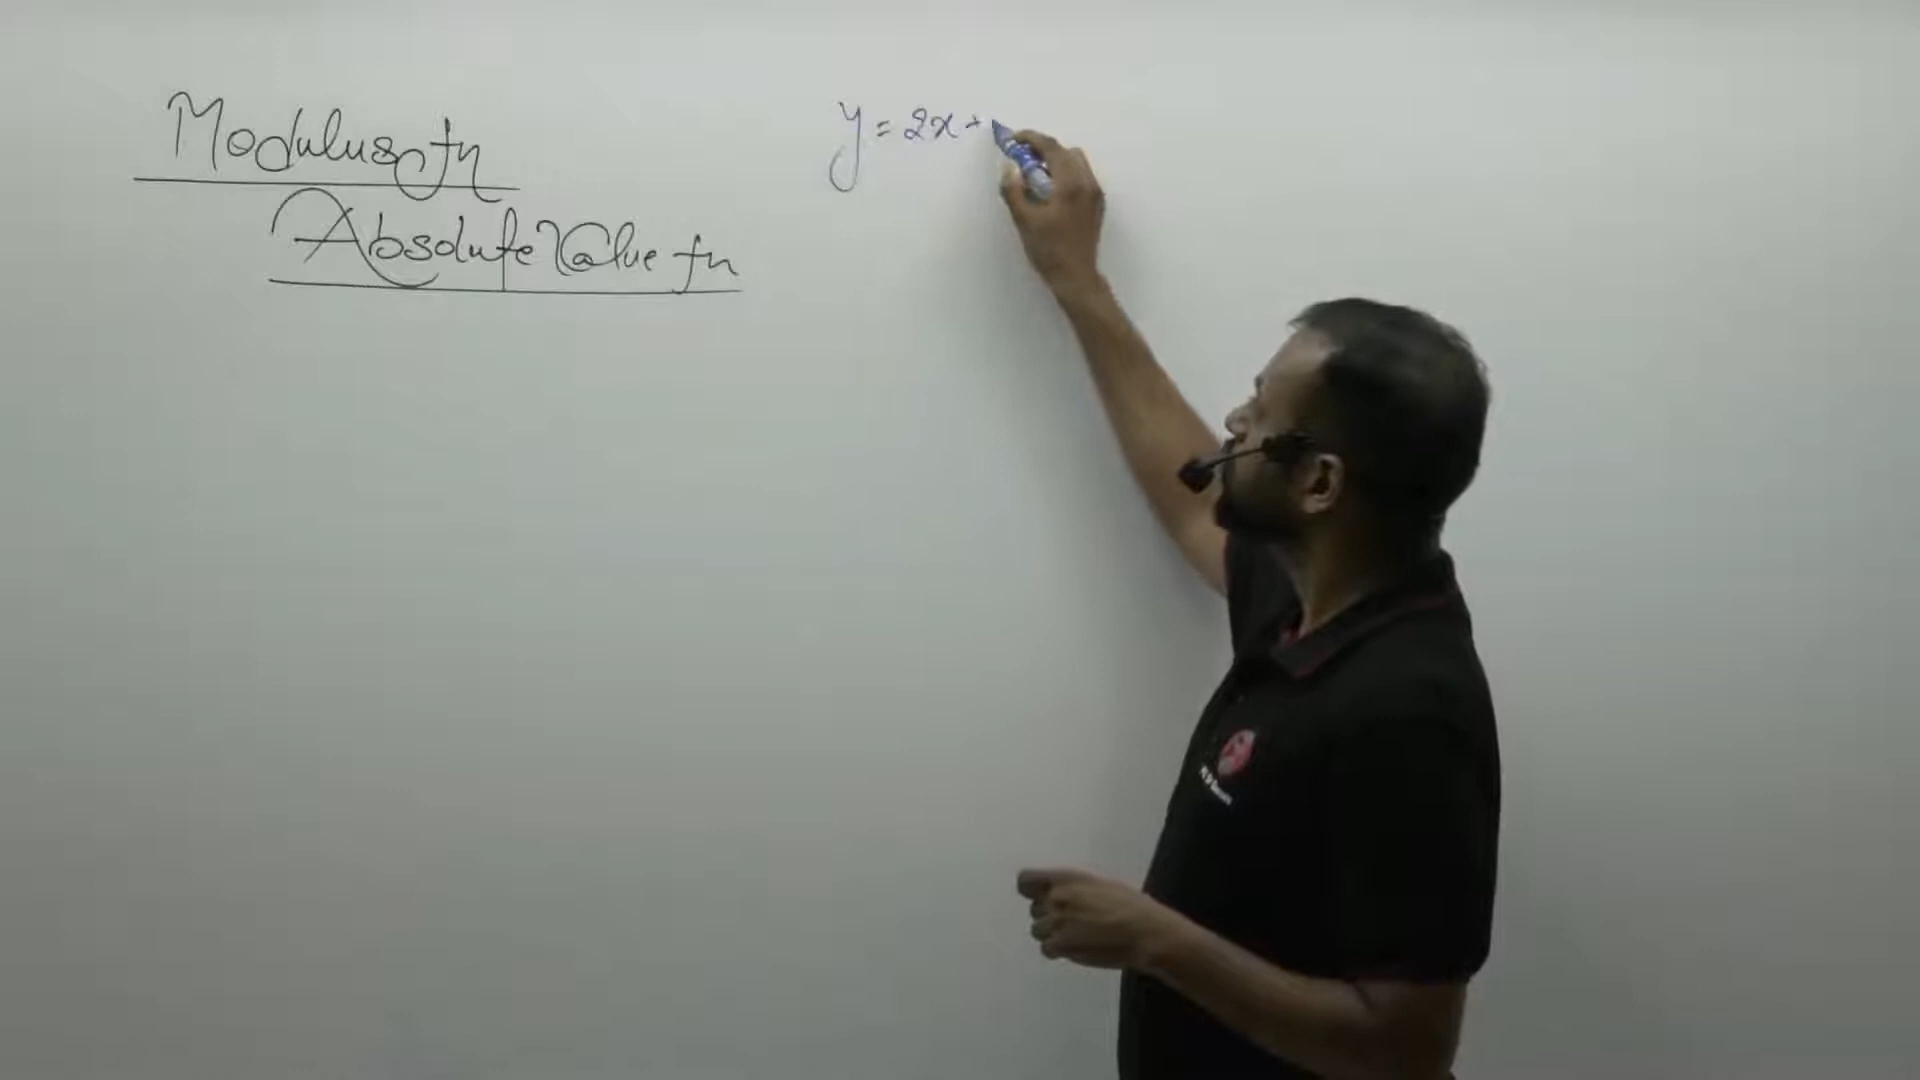 Modulus fn
Absolute Value fn
y = 2x +